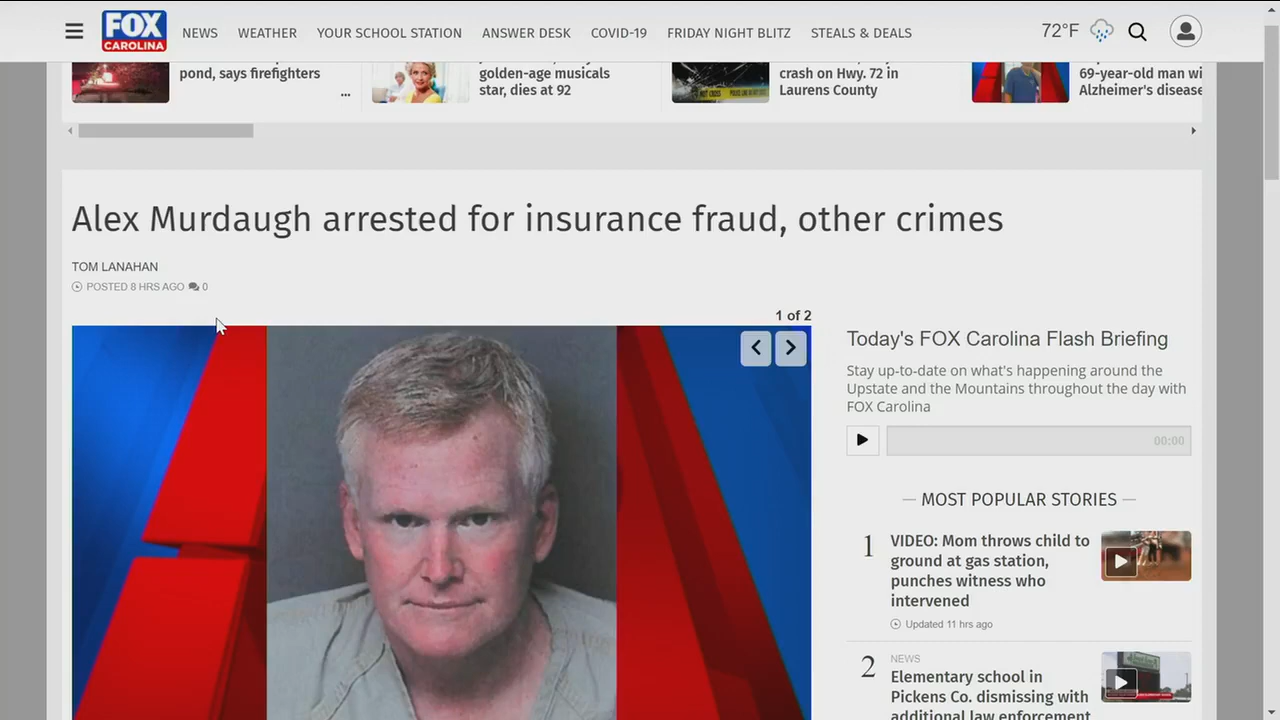 FOX
CAROLINA
NEWS
WEATHER
YOUR SCHOOL STATION
ANSWER DESK
COVID-19
FRIDAY NIGHT BLITZ
STEALS & DEALS
72°F
pond, says firefighters
...
golden-age musicals
star, dies at 92
crash on Hwy. 72 in
Laurens County
69-year-old man wi
Alzheimer's disease
Alex Murdaugh arrested for insurance fraud, other crimes
TOM LANAHAN
POSTED 8 HRS AGO 0
1 of 2
Today's FOX Carolina Flash Briefing
Stay up-to-date on what's happening around the
Upstate and the Mountains throughout the day with
FOX Carolina
00:00
MOST POPULAR STORIES
1
VIDEO: Mom throws child to
ground at gas station,
punches witness who
intervened
Updated 11 hrs ago
2
NEWS
Elementary school in
Pickens Co. dismissing with
additional law enforcement